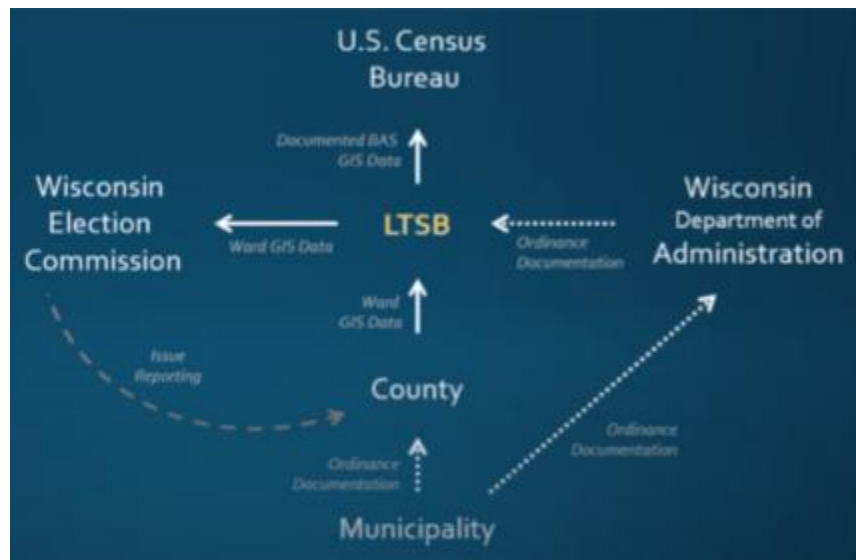 U.S. Census
Bureau
Documented BAS
GIS Data
Wisconsin
Election
Commission
Ward GIS Data
LTSB
Ordinance
Documentation
Wisconsin
Department of
Administration
Ward
GIS Data
Issue
Reporting
County
Ordinance
Documentation
Ordinance
Documentation
Municipality